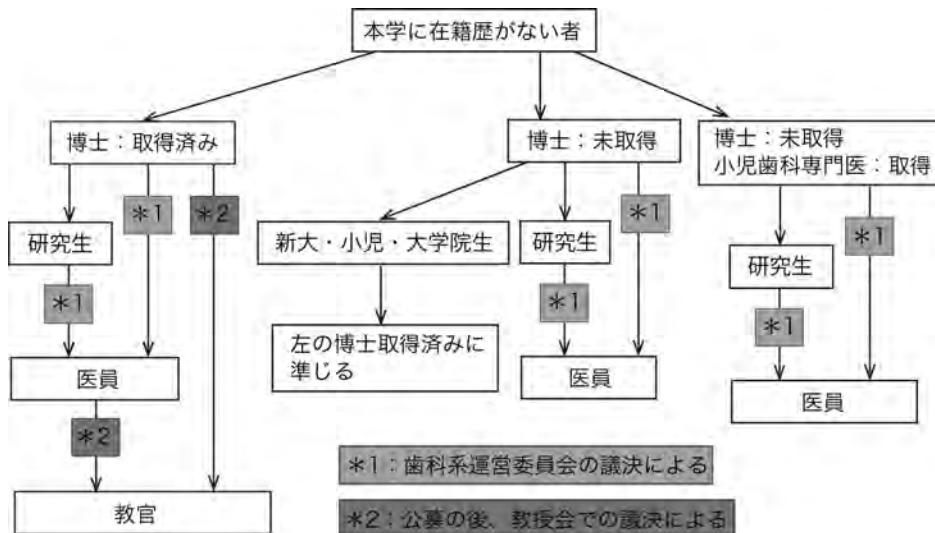 本学に在籍歴がない者
博士：取得済み
博士：未取得
博士：未取得
小児歯科専門医：取得
＊1
＊2
研究生
＊1
医員
＊2
教官
新大・小児・大学院生
左の博士取得済みに
準じる
＊1
研究生
＊1
医員
＊1
研究生
＊1
医員
＊1：歯科系運営委員会の議決による
＊2：公募の後、教授会での議決による